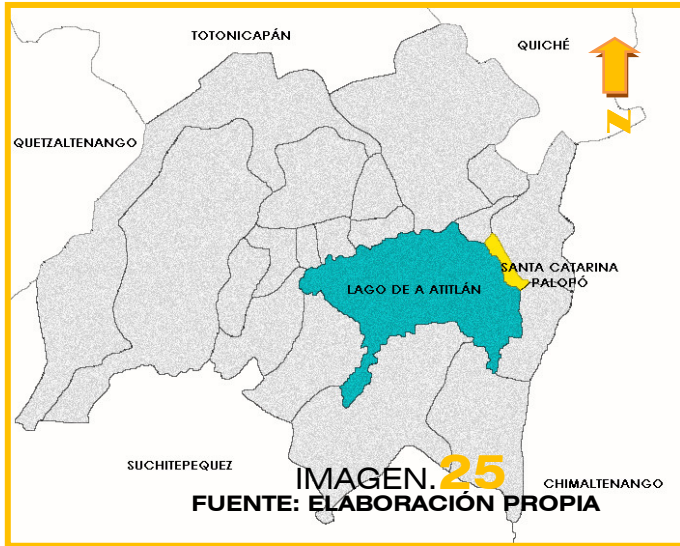 TOTONICAPÁN
QUICHÉ
N
QUETZALTENANGO
SANTA CATARINA
PALOPÓ
LAGO DE A ATITLÁN
SUCHITEPEQUEZ
CHIMALTENANGO
IMAGEN.25
FUENTE: ELABORACIÓN PROPIA